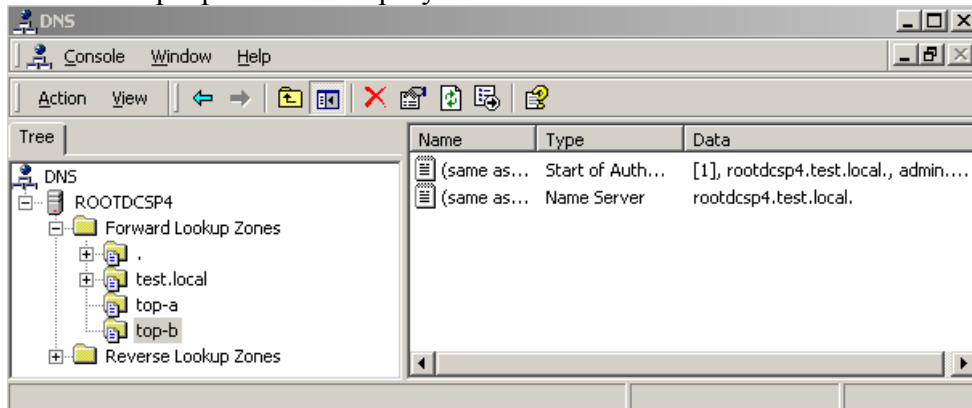 DNS
Console Window Help
Action View
Tree
Name Type Data
DNS
ROOTDCSP4
Forward Lookup Zones
.
test.local
top-a
top-b
Reverse Lookup Zones
(same as... Start of Auth... [1], rootdcsp4.test.local., admin....
(same as... Name Server rootdcsp4.test.local.